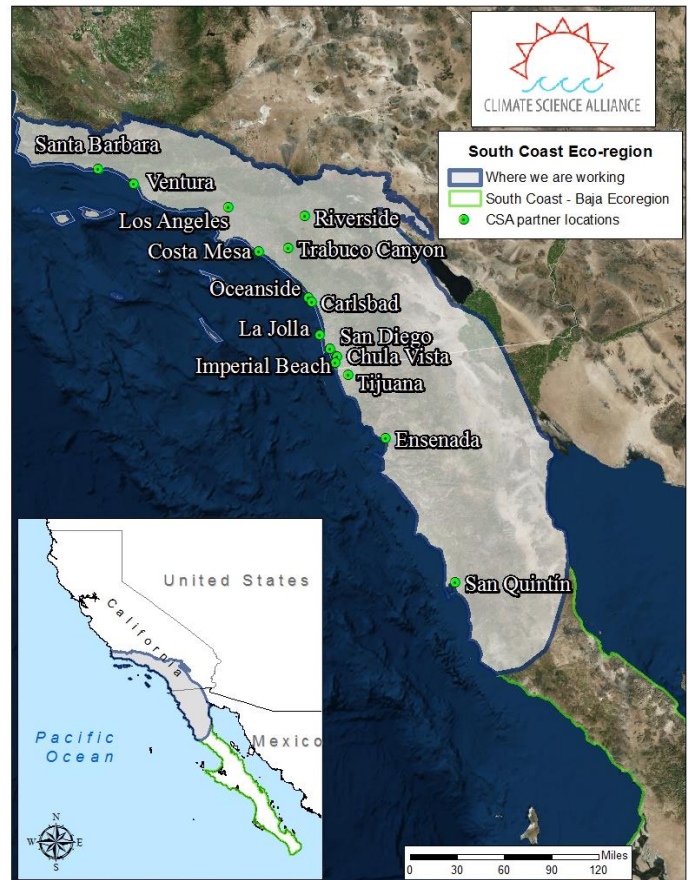 CLIMATE SCIENCE ALLIANCE
South Coast Eco-region
Where we are working
South Coast - Baja Ecoregion
CSA partner locations
Santa Barbara
Ventura
Los Angeles
Riverside
Costa Mesa
Trabuco Canyon
Oceanside
Carlsbad
La Jolla
San Diego
Chula Vista
Imperial Beach
Tijuana
Ensenada
San Quintín
United States
California
Pacific
Ocean
Mexico
N
W E
S
Miles
0 30 60 90 120